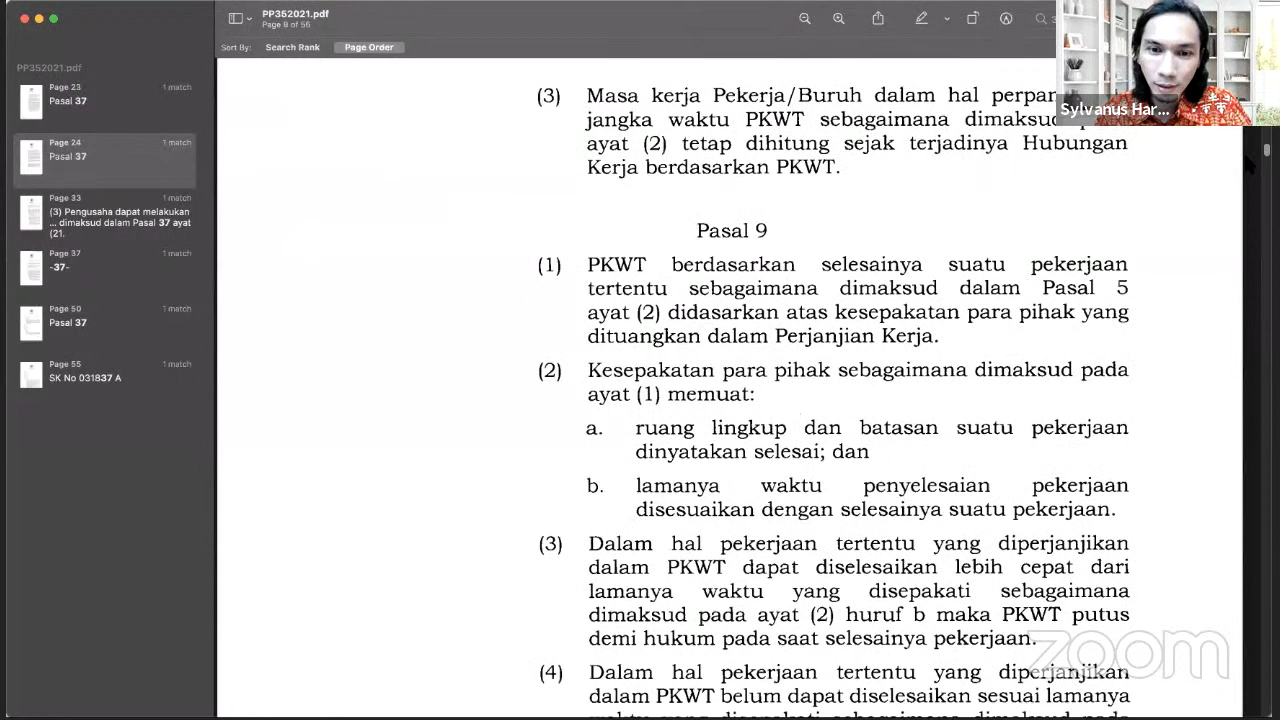 PP352021.pdf
Page 9 of 56
Sort By:
Search Rank
Page Order
PP352021.pdf
Page 23
1 match
Pasal 37
Page 24
1 match
Pasal 37
Page 33
1 match
(3) Pengusaha dapat melakukan
... dimaksud dalam Pasal 37 ayat
(21.
Page 37
1 match
-37-
Page 50
1 match
Pasal 37
Page 55
1 match
SK No 031837 A
Sylvanus Har...
(3) Masa kerja Pekerja/Buruh dalam hal
jangka waktu PKWT sebagaimana
ayat (2) tetap dihitung sejak terjadinya Hubungan
Kerja berdasarkan PKWT.
Pasal 9
(1) PKWT berdasarkan selesainya suatu pekerjaan
tertentu sebagaimana dimaksud dalam Pasal 5
ayat (2) didasarkan atas kesepakatan para pihak yang
dituangkan dalam Perjanjian Kerja.
(2) Kesepakatan para pihak sebagaimana dimaksud pada
ayat (1) memuat:
a. ruang lingkup dan batasan suatu pekerjaan
dinyatakan selesai; dan
b. lamanya waktu penyelesaian pekerjaan
disesuaikan dengan selesainya suatu pekerjaan.
(3) Dalam hal pekerjaan tertentu yang diperjanjikan
dalam PKWT dapat diselesaikan lebih cepat dari
lamanya waktu yang disepakati sebagaimana
dimaksud pada ayat (2) huruf b maka PKWT putus
demi hukum pada saat selesainya pekerjaan.
(4) Dalam hal pekerjaan tertentu yang diperjanjikan
dalam PKWT belum dapat diselesaikan sesuai lamanya
zoom